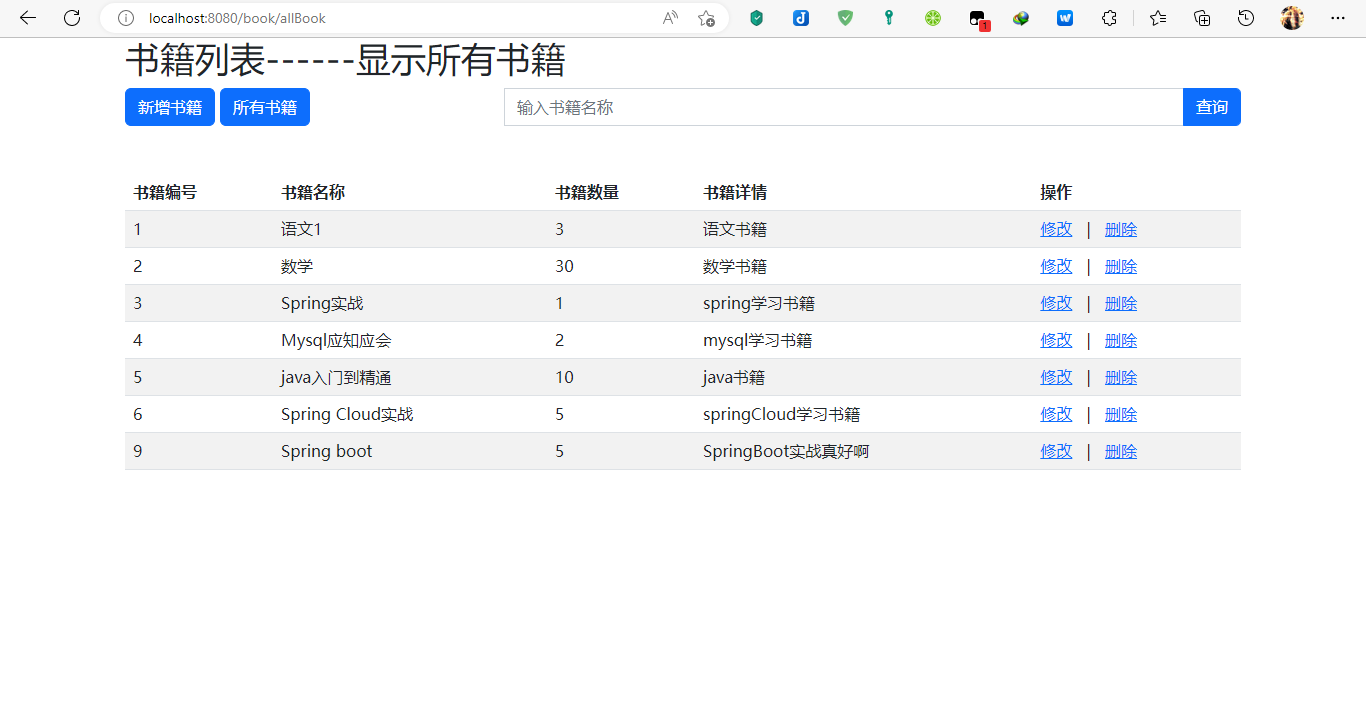 localhost:8080/book/allBook
1
书籍列表------显示所有书籍
新增书籍 所有书籍 输入书籍名称 查询
书籍编号 书籍名称 书籍数量 书籍详情 操作
1 语文1 3 语文书籍 修改 | 删除
2 数学 30 数学书籍 修改 | 删除
3 Spring实战 1 spring学习书籍 修改 | 删除
4 Mysql应知应会 2 mysql学习书籍 修改 | 删除
5 java入门到精通 10 java书籍 修改 | 删除
6 Spring Cloud实战 5 springCloud学习书籍 修改 | 删除
9 Spring boot 5 SpringBoot实战真好啊 修改 | 删除